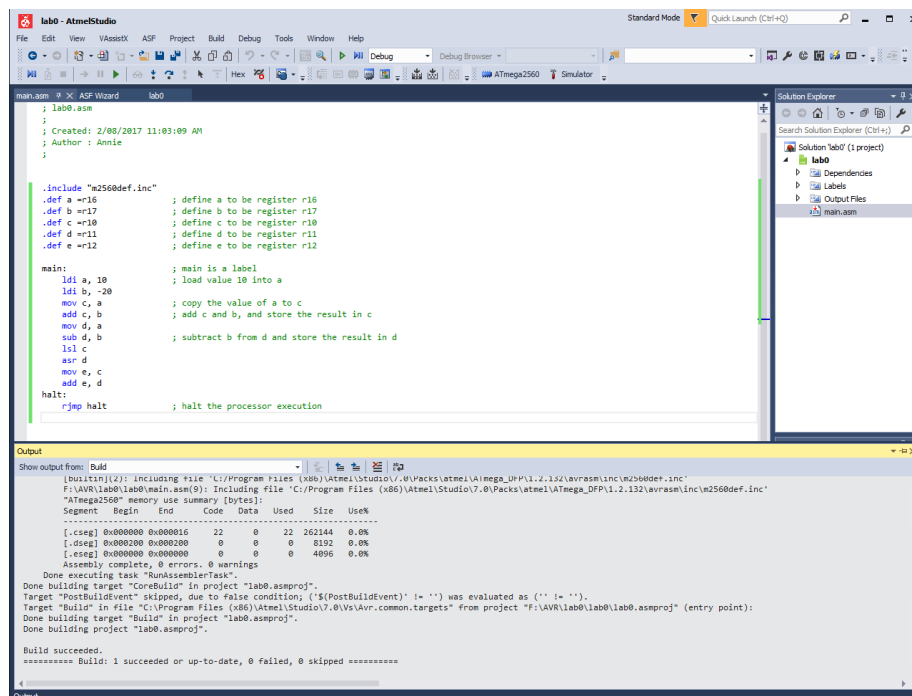 lab0 - AtmelStudio
Standard Mode
Quick Launch (Ctrl+Q)
File Edit View VAssistX ASF Project Build Debug Tools Window Help
Debug
Debug Browser
Hex
ATmega2560
Simulator
main.asm ASF Wizard lab0
; lab0.asm
;
; Created: 2/08/2017 11:03:09 AM
; Author : Annie
;
.include "m2560def.inc"
.def a =r16 ; define a to be register r16
.def b =r17 ; define b to be register r17
.def c =r10 ; define c to be register r10
.def d =r11 ; define d to be register r11
.def e =r12 ; define e to be register r12
main: ; main is a label
ldi a, 10 ; load value 10 into a
ldi b, -20
mov c, a ; copy the value of a to c
add c, b ; add c and b, and store the result in c
mov d, a
sub d, b ; subtract b from d and store the result in d
lsl c
asr d
mov e, c
add e, d
halt:
rjmp halt ; halt the processor execution
Solution Explorer
Search Solution Explorer (Ctrl+;)
Solution 'lab0' (1 project)
lab0
Dependencies
Labels
Output Files
main.asm
Output
Show output from: Build
[builtin](2): Including file 'C:/Program Files (x86)\Atmel\Studio\7.0\Packs\atmel\ATmega_DFP\1.2.132\avrasm\inc\m2560def.inc'
F:\AVR\lab0\lab0\main.asm(9): Including file 'C:/Program Files (x86)\Atmel\Studio\7.0\Packs\atmel\ATmega_DFP\1.2.132\avrasm\inc\m2560def.inc'
"ATmega2560" memory use summary [bytes]:
Segment Begin End Code Data Used Size Use%
---------------------------------------------------------------
[.cseg] 0x000000 0x000016 22 0 22 262144 0.0%
[.dseg] 0x000200 0x000200 0 0 0 8192 0.0%
[.eseg] 0x000000 0x000000 0 0 0 4096 0.0%
Assembly complete, 0 errors. 0 warnings
Done executing task "RunAssemblerTask".
Done building target "CoreBuild" in project "lab0.asmproj".
Target "PostBuildEvent" skipped, due to false condition; ('$(PostBuildEvent)' != '') was evaluated as ('' != '').
Target "Build" in file "C:\Program Files (x86)\Atmel\Studio\7.0\Vs\Avr.common.targets" from project "F:\AVR\lab0\lab0\lab0.asmproj" (entry point):
Done building target "Build" in project "lab0.asmproj".
Done building project "lab0.asmproj".
Build succeeded.
========== Build: 1 succeeded or up-to-date, 0 failed, 0 skipped ==========
Output